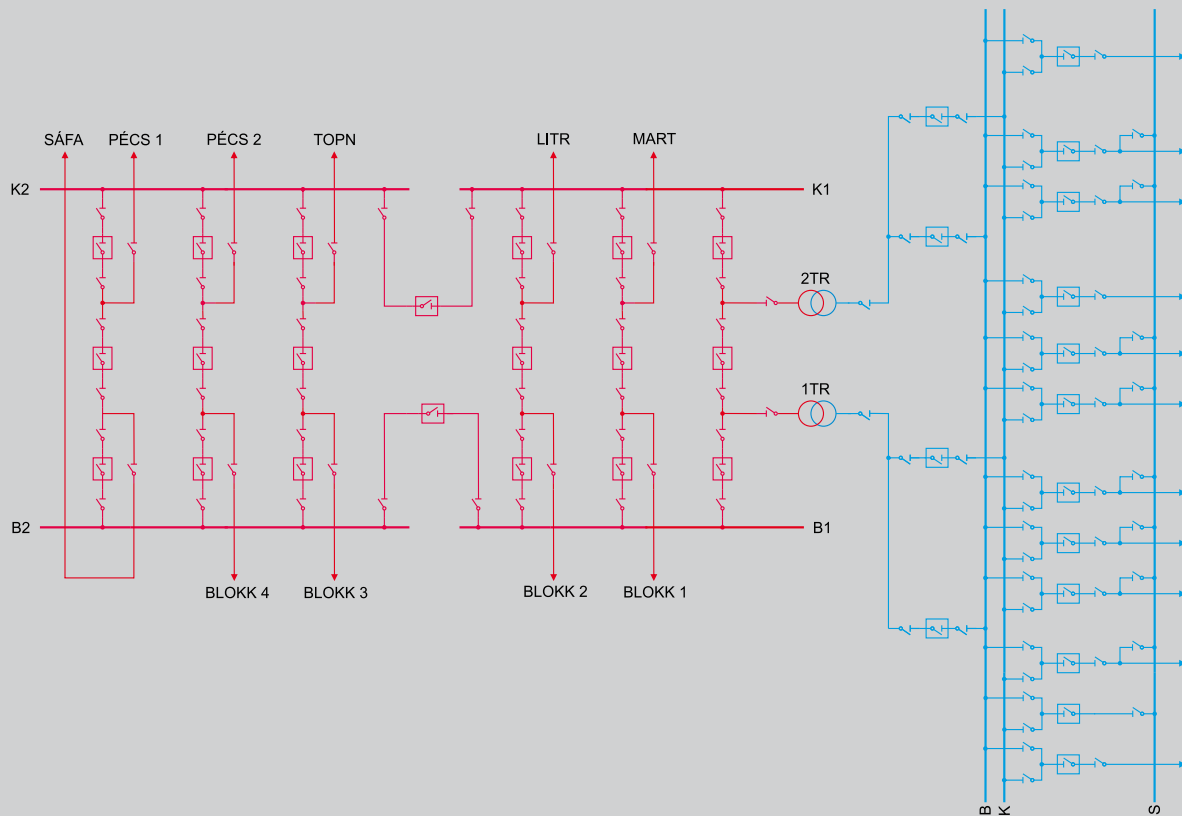 SÁFA PÉCS 1 PÉCS 2 TOPN LITR MART
K2 K1
2TR
1TR
B2 B1
BLOKK 4 BLOKK 3 BLOKK 2 BLOKK 1
B K S